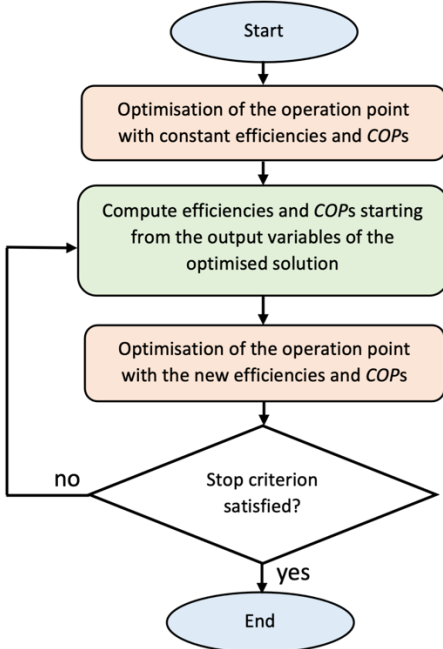 Start
Optimisation of the operation point
with constant efficiencies and COPs
Compute efficiencies and COPs starting
from the output variables of the
optimised solution
Optimisation of the operation point
with the new efficiencies and COPs
no
Stop criterion
satisfied?
yes
End